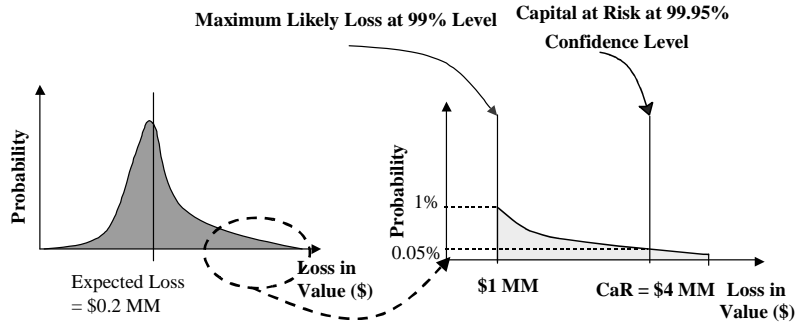 Maximum Likely Loss at 99% Level
Capital at Risk at 99.95%
Confidence Level
Probability
Expected Loss
= $0.2 MM
Loss in
Value ($)
Probability
1%
0.05%
$1 MM
CaR = $4 MM
Loss in
Value ($)